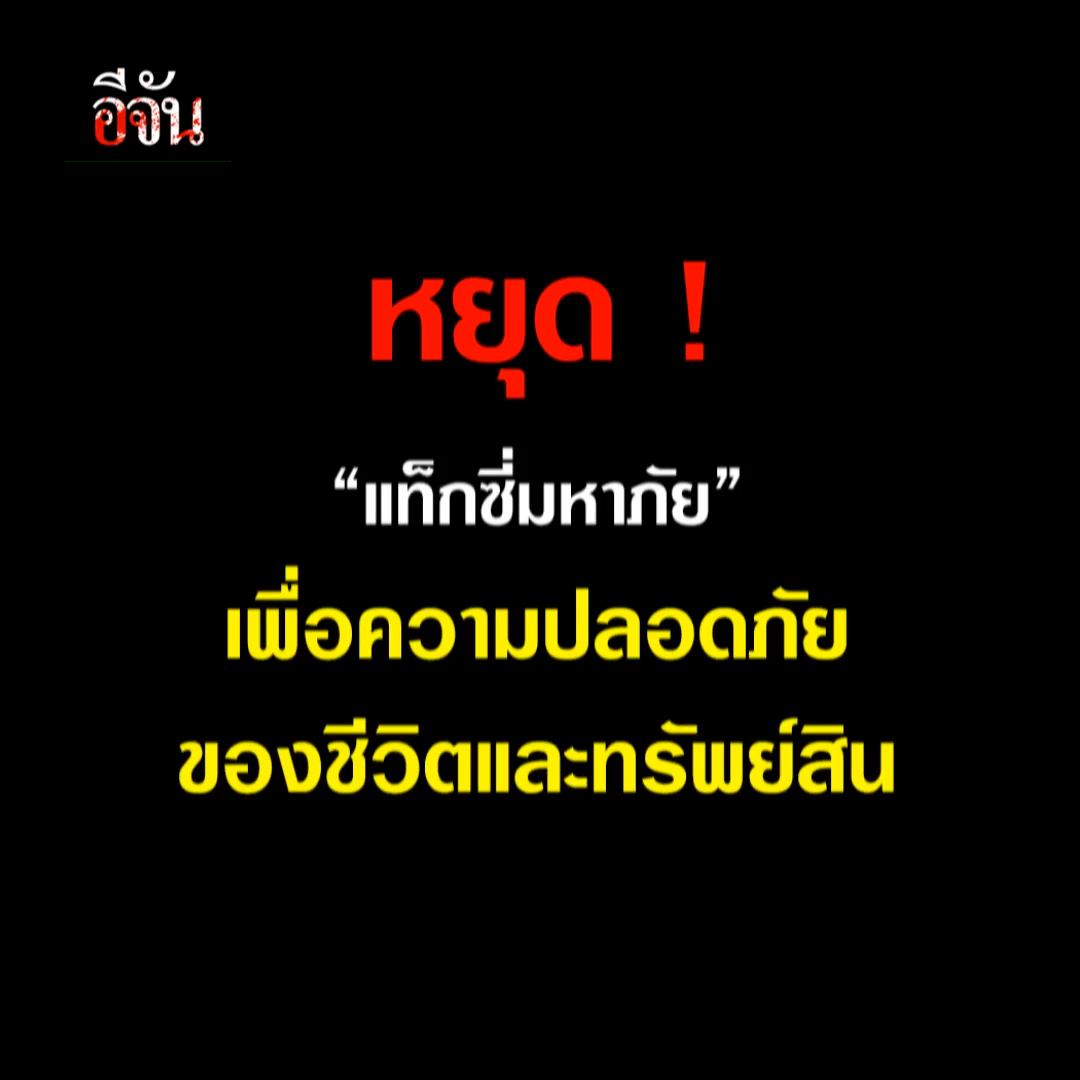 อีจัน
หยุด !
“แท็กซี่มหาภัย”
เพื่อความปลอดภัย
ของชีวิตและทรัพย์สิน